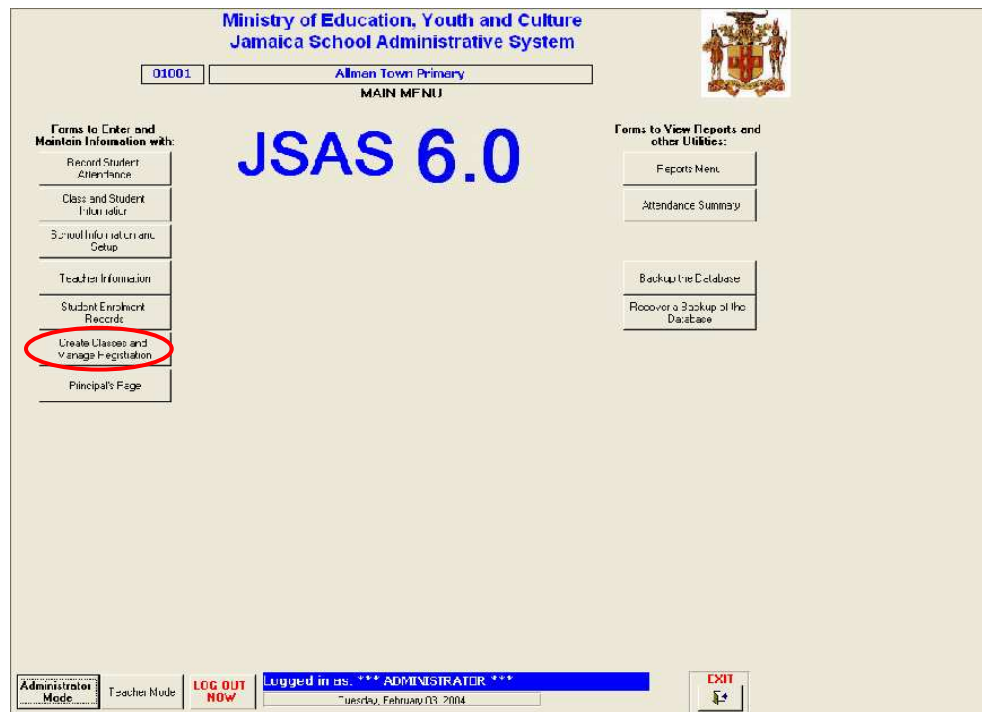 Ministry of Education, Youth and Culture
Jamaica School Administrative System
01001
Allman Town Primary
MAIN MENU
Forms to Enter and
Maintain Information with:
Record Student
Attendance
Class and Student
Information
School Information and
Setup
Teacher Information
Student Enrolment
Records
Create Classes and
Manage Registration
Principal's Page
JSAS 6.0
Forms to View Reports and
other Utilities:
Reports Menu
Attendance Summary
Backup the Database
Recover a Backup of the
Database
Administrator
Mode
Teacher Mode
LOG OUT
NOW
Logged in as: *** ADMINISTRATOR ***
Tuesday, February 03, 2004
EXIT